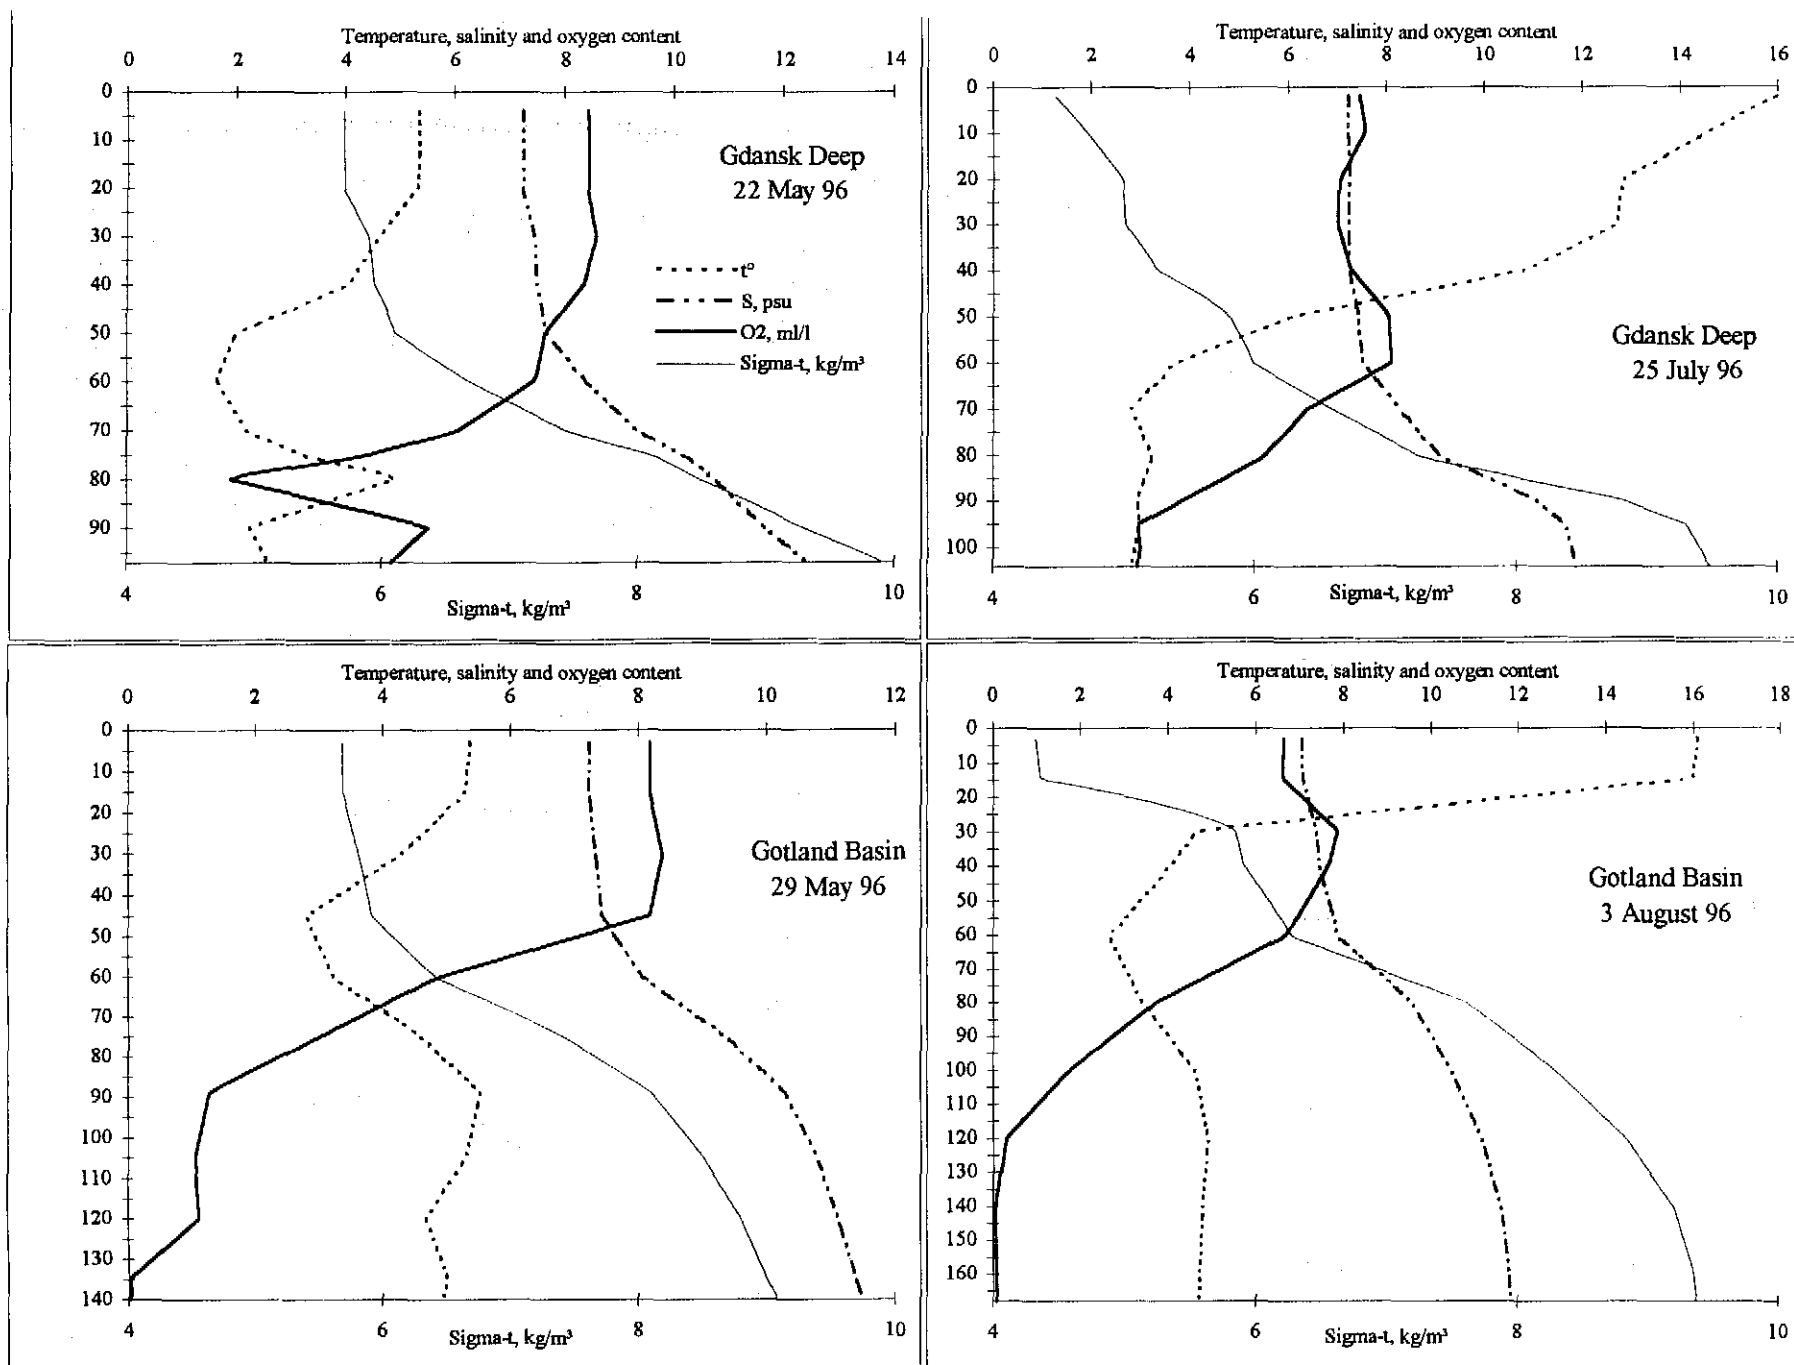 Temperature, salinity and oxygen content
0 2 4 6 8 10 12 14
0
10
20
30
40
50
60
70
80
90
Gdansk Deep
22 May 96
t°
S, psu
O2, ml/l
Sigma-t, kg/m³
4 6 8 10
Sigma-t, kg/m³
Temperature, salinity and oxygen content
0 2 4 6 8 10 12 14 16
0
10
20
30
40
50
60
70
80
90
100
Gdansk Deep
25 July 96
4 6 8 10
Sigma-t, kg/m³
Temperature, salinity and oxygen content
0 2 4 6 8 10 12
0
10
20
30
40
50
60
70
80
90
100
110
120
130
140
Gotland Basin
29 May 96
4 6 8 10
Sigma-t, kg/m³
Temperature, salinity and oxygen content
0 2 4 6 8 10 12 14 16 18
0
10
20
30
40
50
60
70
80
90
100
110
120
130
140
150
160
Gotland Basin
3 August 96
4 6 8 10
Sigma-t, kg/m³